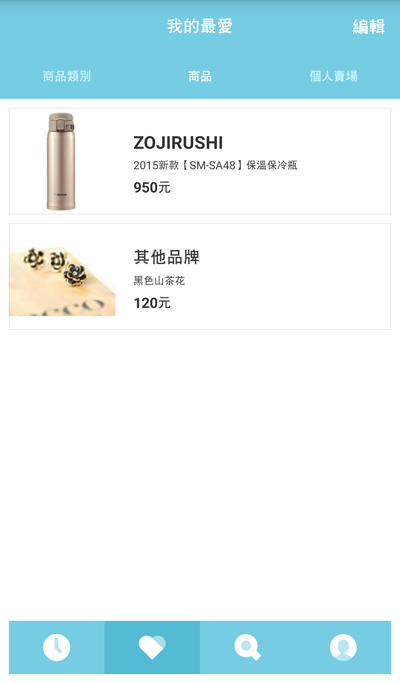 我的最愛
編輯
商品類別
商品
個人賣場
ZOJIRUSHI
2015新款【SM-SA48】保溫保冷瓶
950元
其他品牌
黑色山茶花
120元